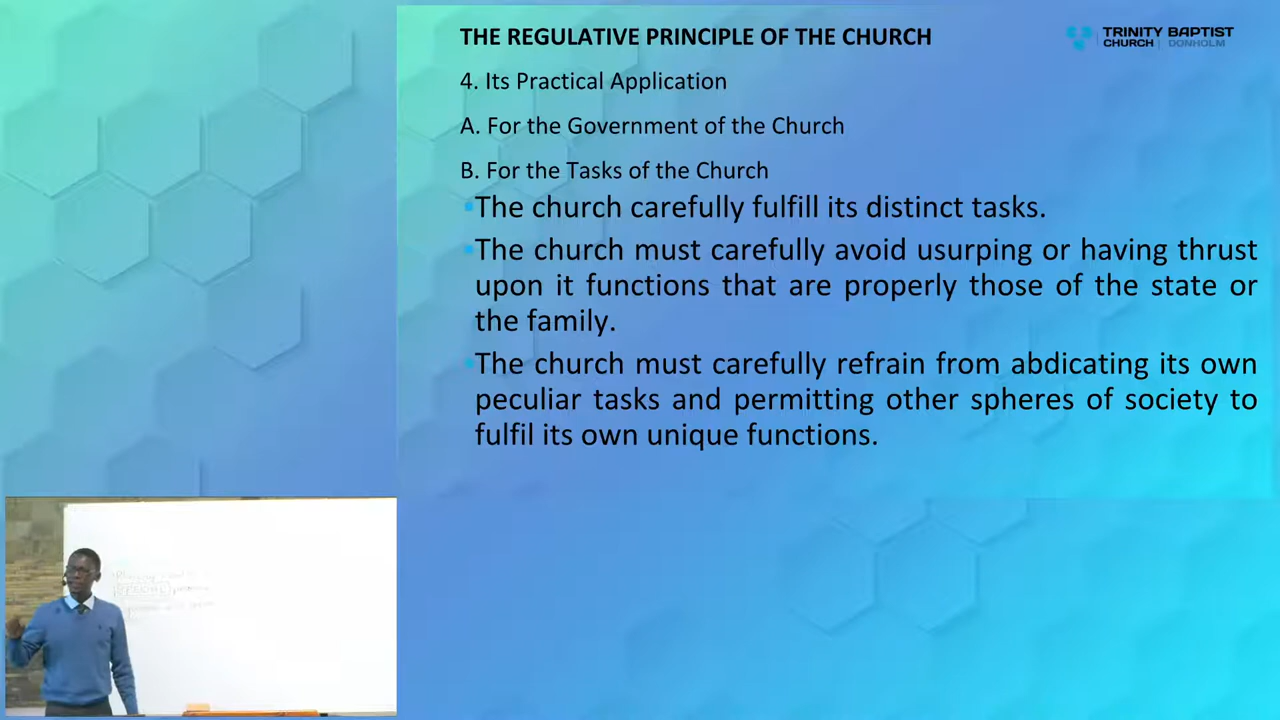 THE REGULATIVE PRINCIPLE OF THE CHURCH
TRINITY BAPTIST
CHURCH | DONHOLM
4. Its Practical Application
A. For the Government of the Church
B. For the Tasks of the Church
▪The church carefully fulfill its distinct tasks.
▪The church must carefully avoid usurping or having thrust
upon it functions that are properly those of the state or
the family.
▪The church must carefully refrain from abdicating its own
peculiar tasks and permitting other spheres of society to
fulfil its own unique functions.